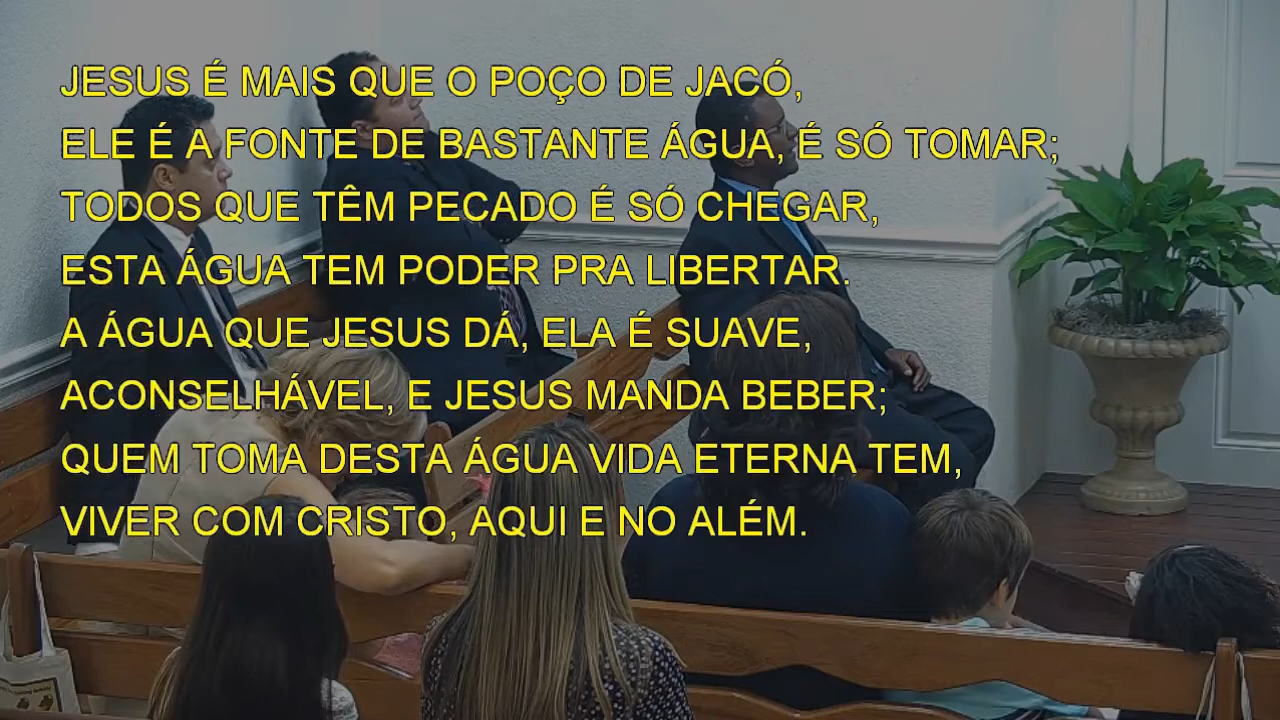 JESUS É MAIS QUE O POÇO DE JACÓ,
ELE É A FONTE DE BASTANTE ÁGUA, É SÓ TOMAR;
TODOS QUE TÊM PECADO É SÓ CHEGAR,
ESTA ÁGUA TEM PODER PRA LIBERTAR.
A ÁGUA QUE JESUS DÁ, ELA É SUAVE,
ACONSELHÁVEL, E JESUS MANDA BEBER;
QUEM TOMA DESTA ÁGUA VIDA ETERNA TEM,
VIVER COM CRISTO, AQUI E NO ALÉM.